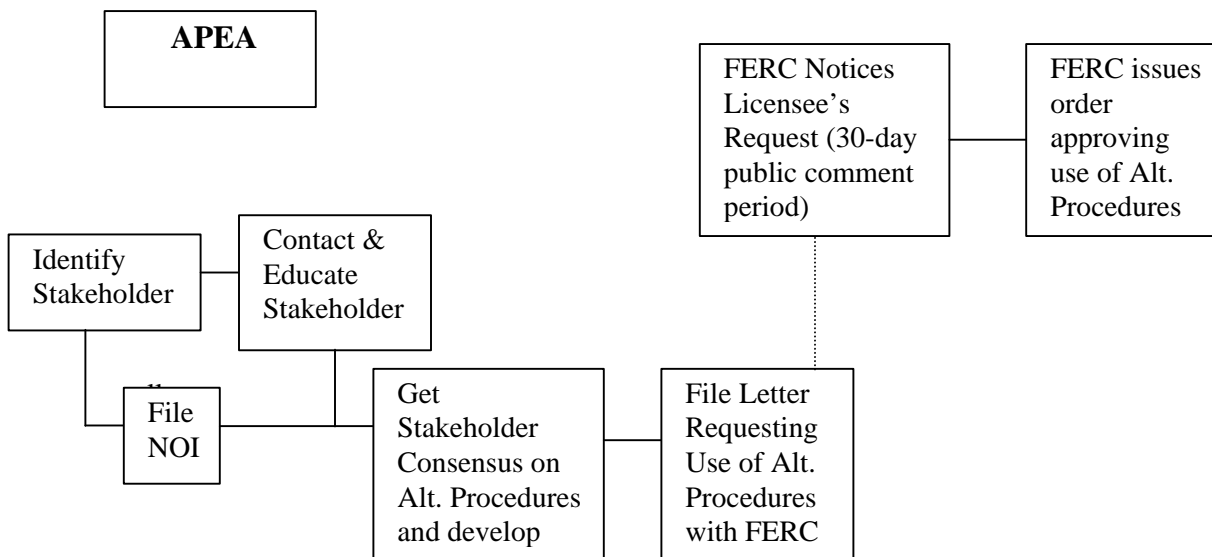 APEA
FERC Notices
Licensee’s
Request (30-day
public comment
period)
FERC issues
order
approving
use of Alt.
Procedures
Identify
Stakeholder
Contact &
Educate
Stakeholder
File
NOI
Get
Stakeholder
Consensus on
Alt. Procedures
and develop
File Letter
Requesting
Use of Alt.
Procedures
with FERC